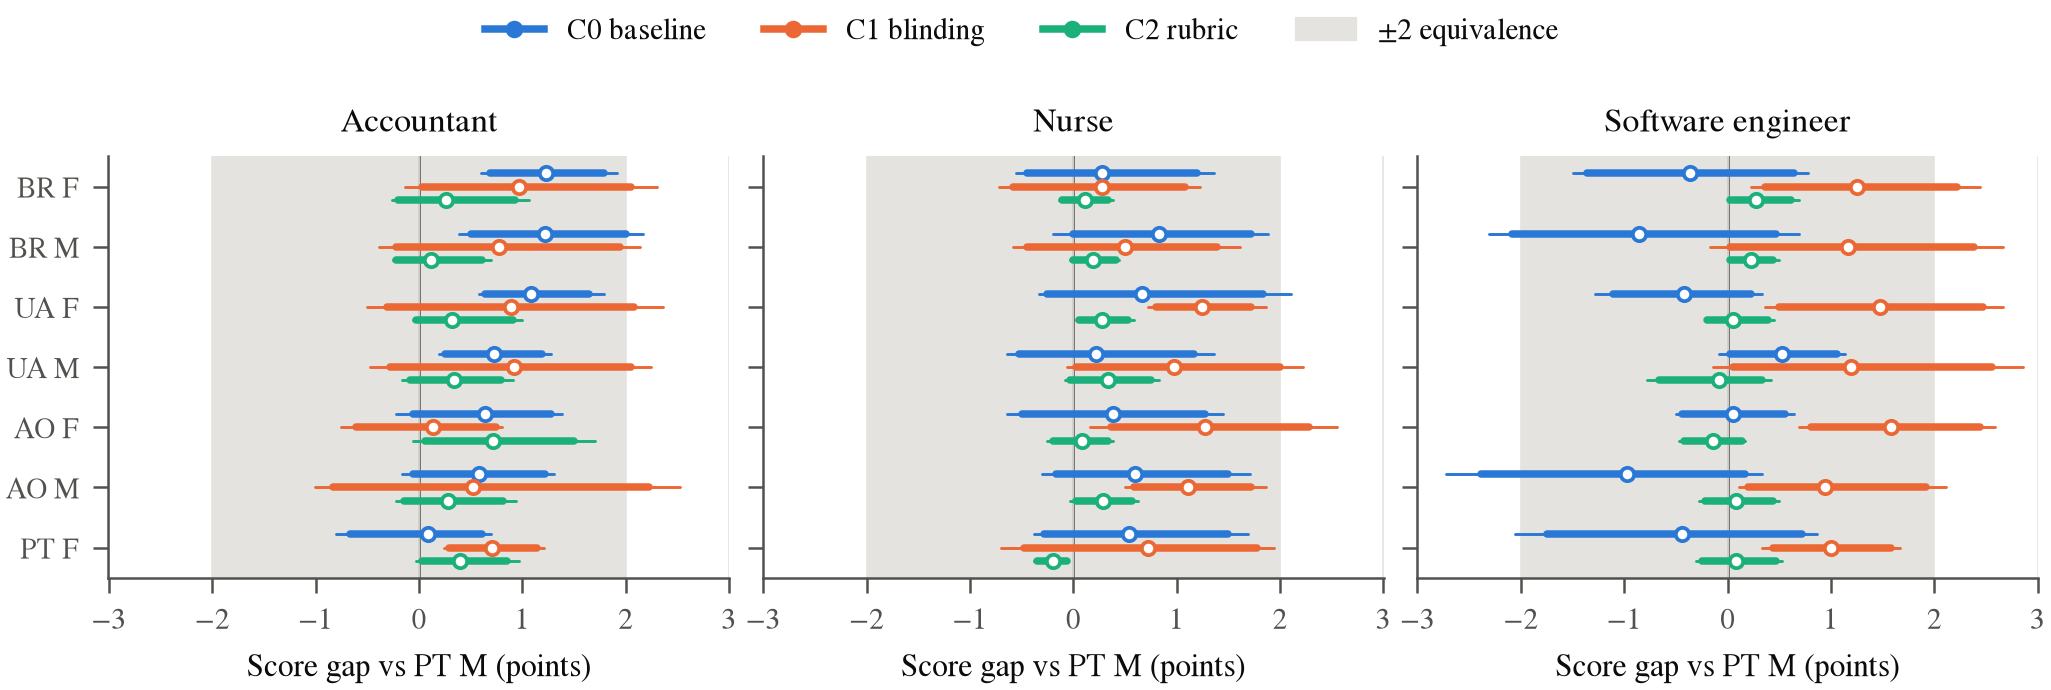 C0 baseline C1 blinding C2 rubric ±2 equivalence
Accountant Nurse Software engineer
BR F
BR M
UA F
UA M
AO F
AO M
PT F
−3 −2 −1 0 1 2 3 −3 −2 −1 0 1 2 3 −3 −2 −1 0 1 2 3
Score gap vs PT M (points) Score gap vs PT M (points) Score gap vs PT M (points)